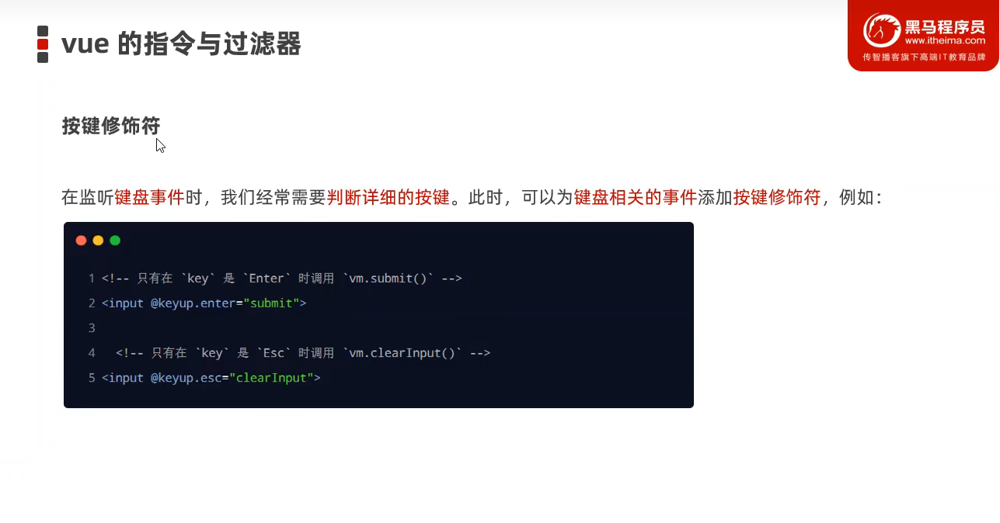 vue 的指令与过滤器
黑马程序员
www.itheima.com
传智播客旗下高端IT教育品牌
按键修饰符
在监听键盘事件时，我们经常需要判断详细的按键。此时，可以为键盘相关的事件添加按键修饰符，例如：
1 <!-- 只有在 `key` 是 `Enter` 时调用 `vm.submit()` -->
2 <input @keyup.enter="submit">
3
4   <!-- 只有在 `key` 是 `Esc` 时调用 `vm.clearInput()` -->
5 <input @keyup.esc="clearInput">